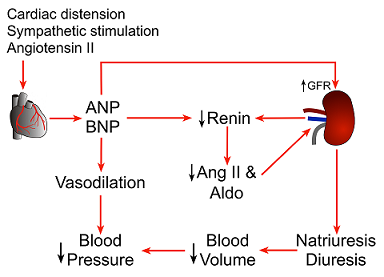 Cardiac distension
Sympathetic stimulation
Angiotensin II
↑GFR
ANP
BNP
↓Renin
↓Ang II &
Aldo
Vasodilation
↓Blood
Pressure
↓Blood
Volume
Natriuresis
Diuresis